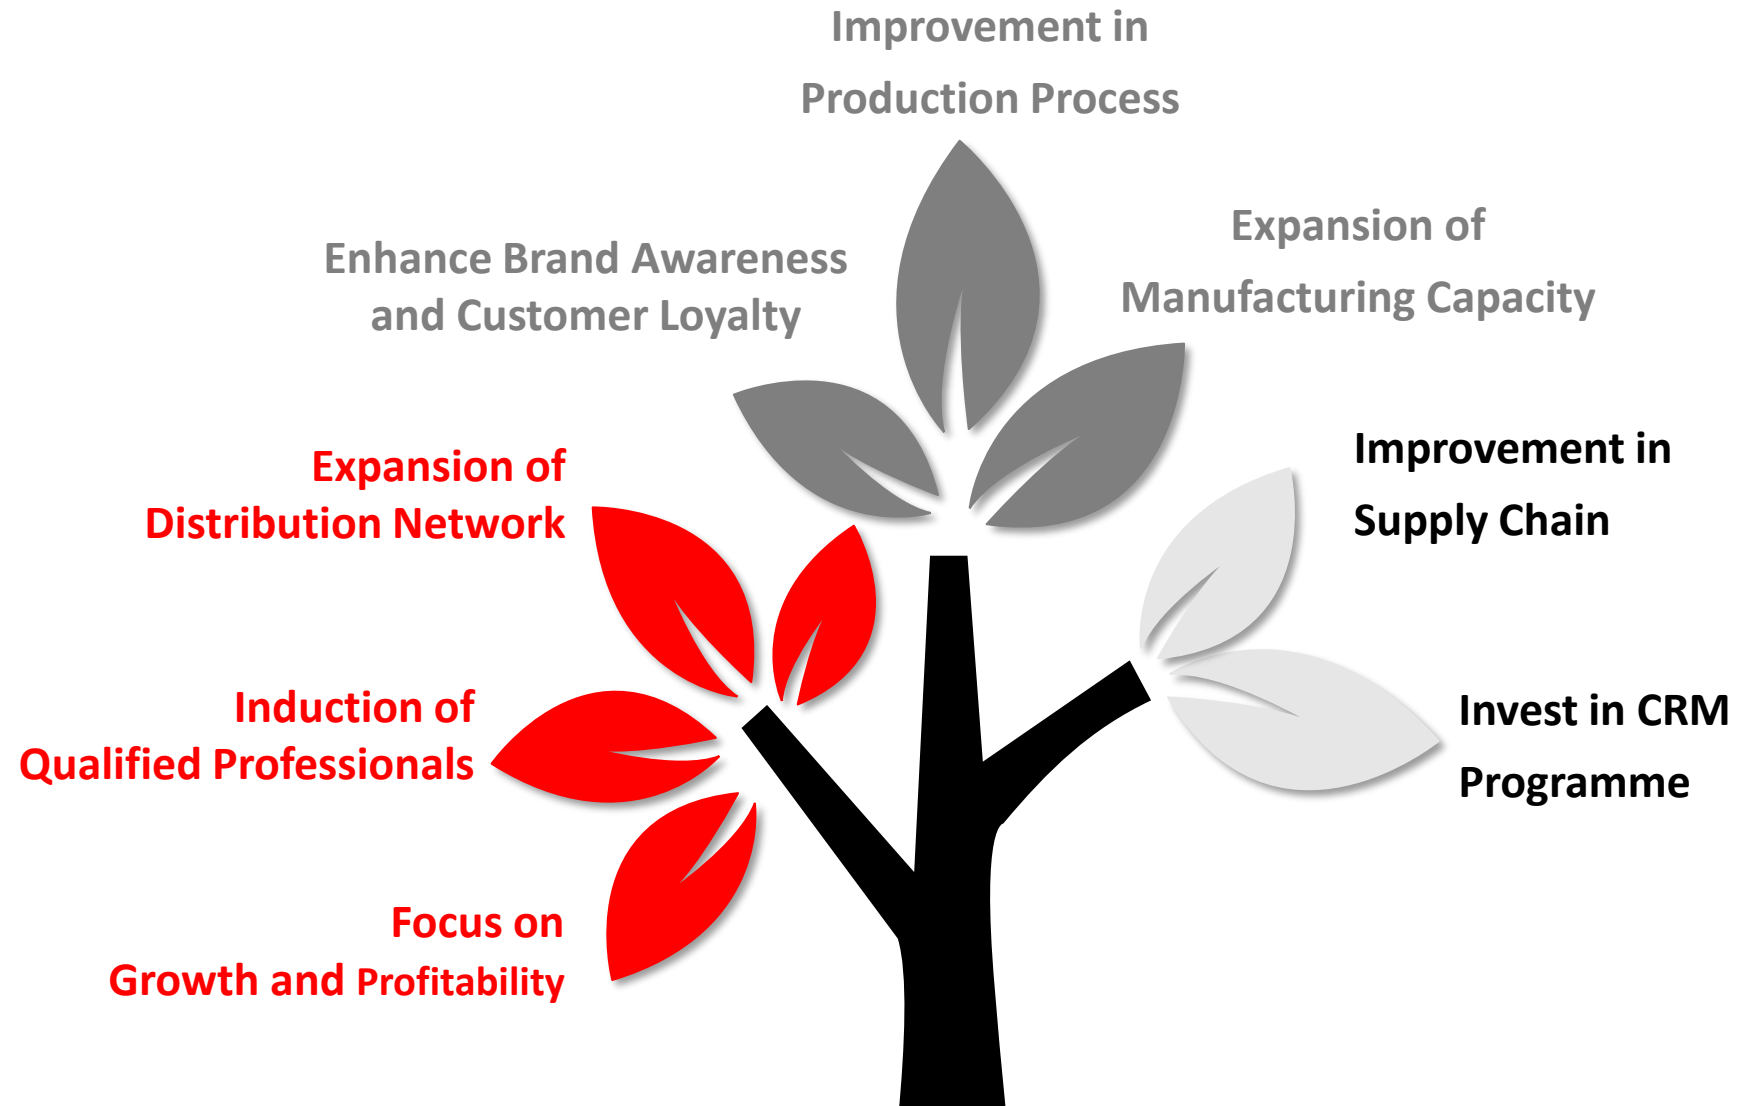 Improvement in
Production Process
Expansion of
Manufacturing Capacity
Enhance Brand Awareness
and Customer Loyalty
Improvement in
Supply Chain
Expansion of
Distribution Network
Induction of
Qualified Professionals
Invest in CRM
Programme
Focus on
Growth and Profitability